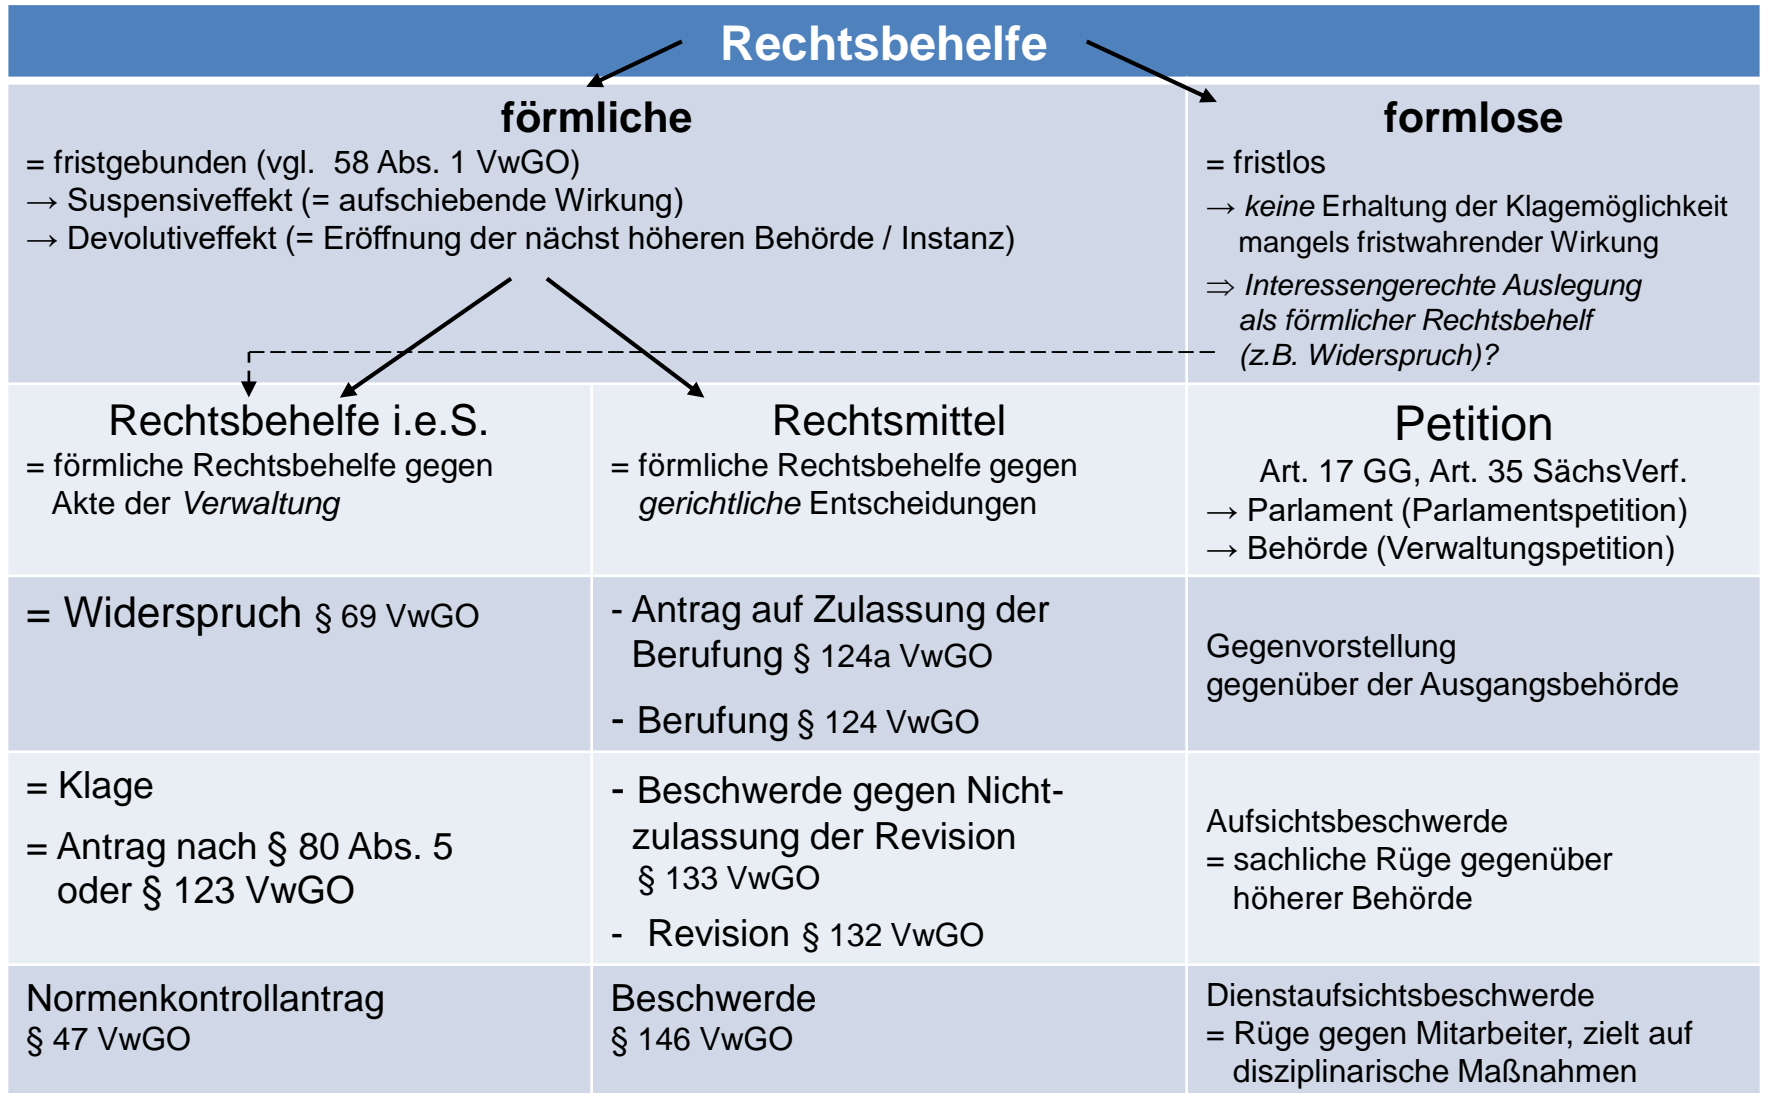 Rechtsbehelfe
förmliche
= fristgebunden (vgl.  58 Abs. 1 VwGO)
→ Suspensiveffekt (= aufschiebende Wirkung)
→ Devolutiveffekt (= Eröffnung der nächst höheren Behörde / Instanz)
formlose
= fristlos
→ keine Erhaltung der Klagemöglichkeit
mangels fristwahrender Wirkung
⇒ Interessengerechte Auslegung
als förmlicher Rechtsbehelf
(z.B. Widerspruch)?
Rechtsbehelfe i.e.S.
= förmliche Rechtsbehelfe gegen
Akte der Verwaltung
Rechtsmittel
= förmliche Rechtsbehelfe gegen
gerichtliche Entscheidungen
Petition
Art. 17 GG, Art. 35 SächsVerf.
→ Parlament (Parlamentspetition)
→ Behörde (Verwaltungspetition)
= Widerspruch § 69 VwGO
- Antrag auf Zulassung der
Berufung § 124a VwGO
- Berufung § 124 VwGO
Gegenvorstellung
gegenüber der Ausgangsbehörde
= Klage
= Antrag nach § 80 Abs. 5
oder § 123 VwGO
- Beschwerde gegen Nicht-
zulassung der Revision
§ 133 VwGO
- Revision § 132 VwGO
Aufsichtsbeschwerde
= sachliche Rüge gegenüber
höherer Behörde
Normenkontrollantrag
§ 47 VwGO
Beschwerde
§ 146 VwGO
Dienstaufsichtsbeschwerde
= Rüge gegen Mitarbeiter, zielt auf
disziplinarische Maßnahmen